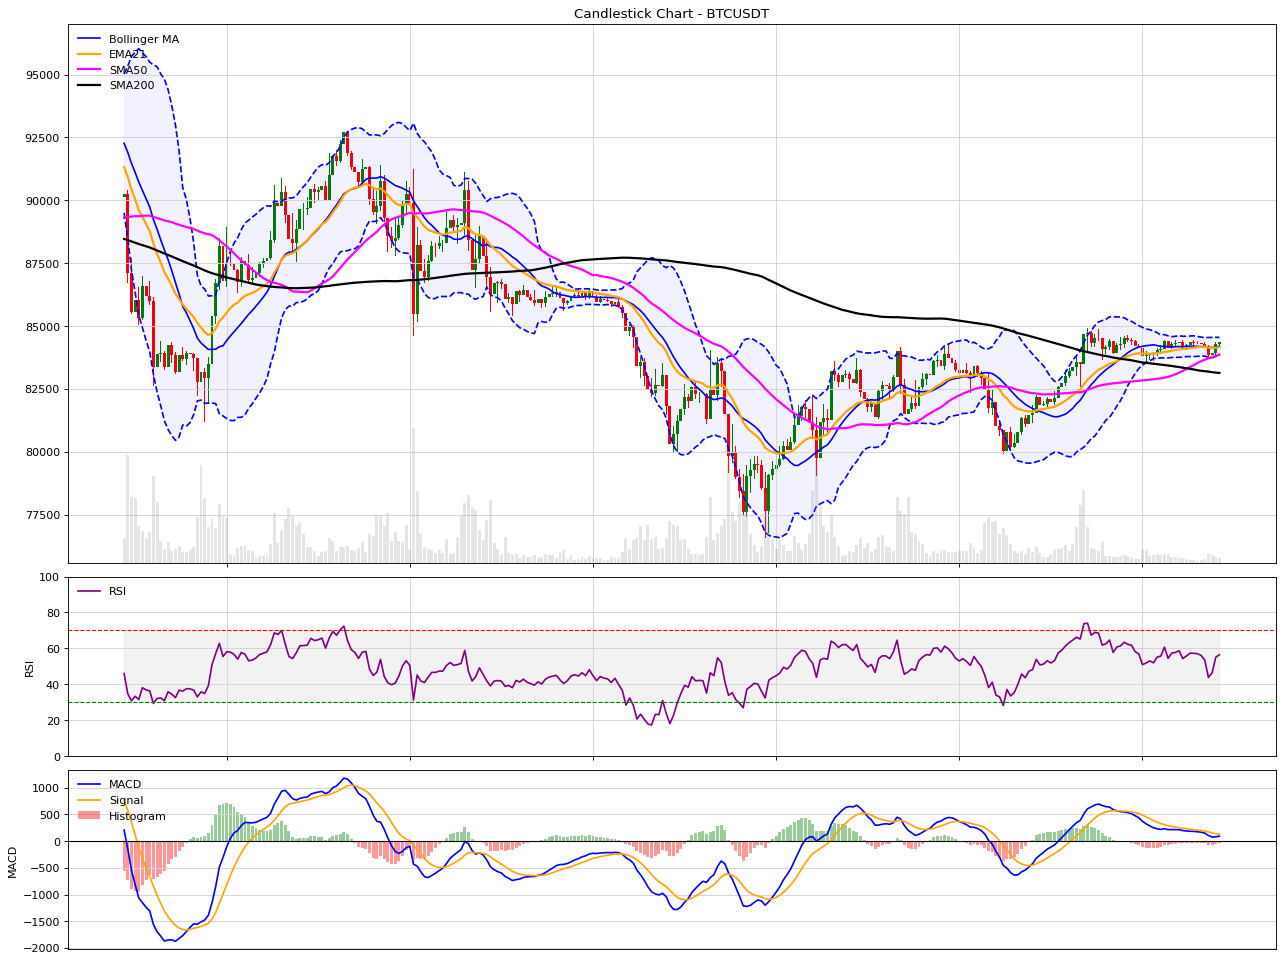 Candlestick Chart - BTCUSDT
Bollinger MA
EMA21
SMA50
SMA200
95000
92500
90000
87500
85000
82500
80000
77500
RSI
100
80
60
40
20
0
RSI
MACD
Signal
Histogram
1000
500
0
−500
−1000
−1500
−2000
MACD